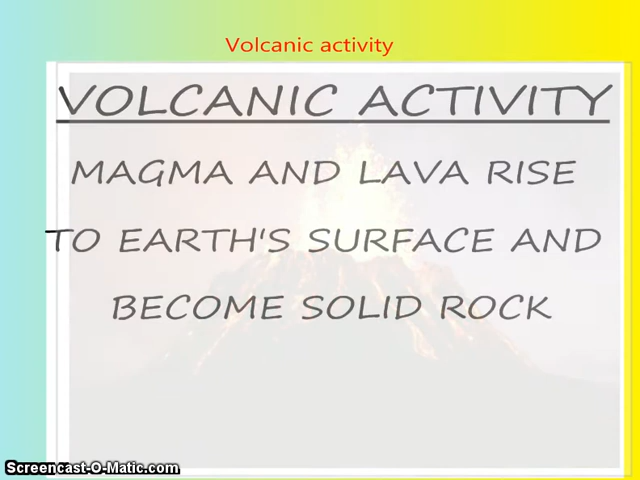 Volcanic activity
VOLCANIC ACTIVITY
MAGMA AND LAVA RISE
TO EARTH'S SURFACE AND
BECOME SOLID ROCK
Screencast-O-Matic.com